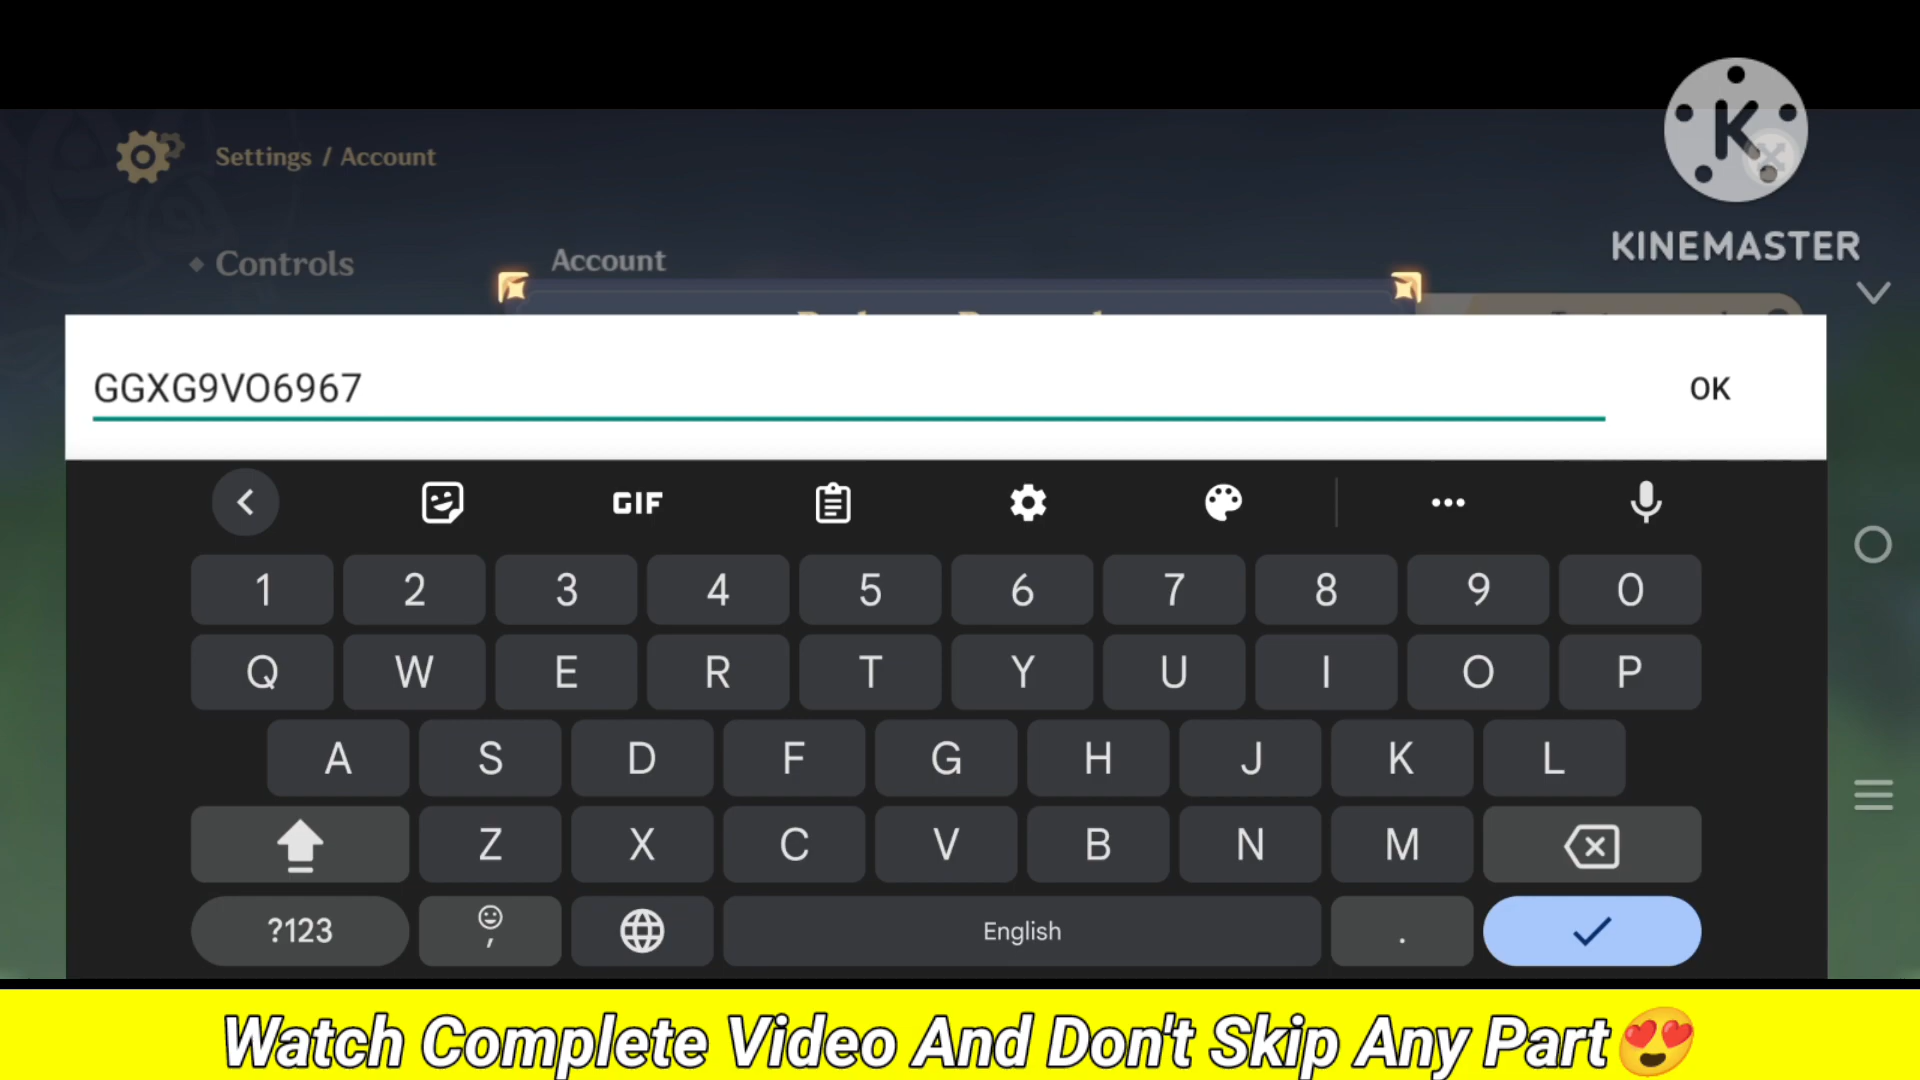 Settings / Account
KINEMASTER
Controls
Account
GGXG9VO6967
OK
GIF
1 2 3 4 5 6 7 8 9 0
Q W E R T Y U I O P
A S D F G H J K L
Z X C V B N M
?123 , English .
Watch Complete Video And Don't Skip Any Part😍